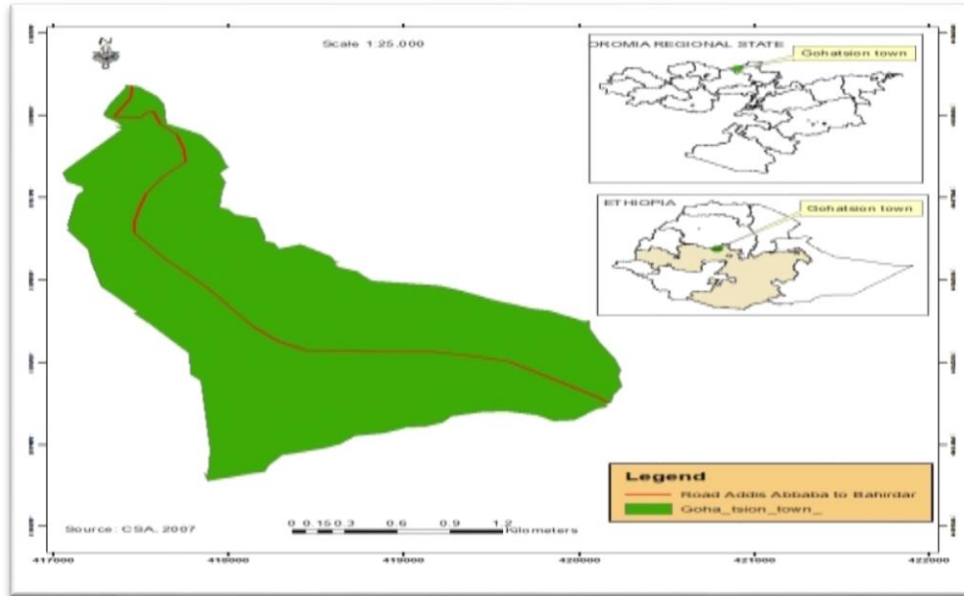 N
Scale 1:25,000
OROMIA REGIONAL STATE
Gohatsion town
ETHIOPIA
Gohatsion town
Legend
Road Addis Abbaba to Bahirdar
Goha_tsion_town_
Source: CSA, 2007
0 0.15 0.3 0.6 0.9 1.2
Kilometers
417000 418000 419000 420000 421000 422000